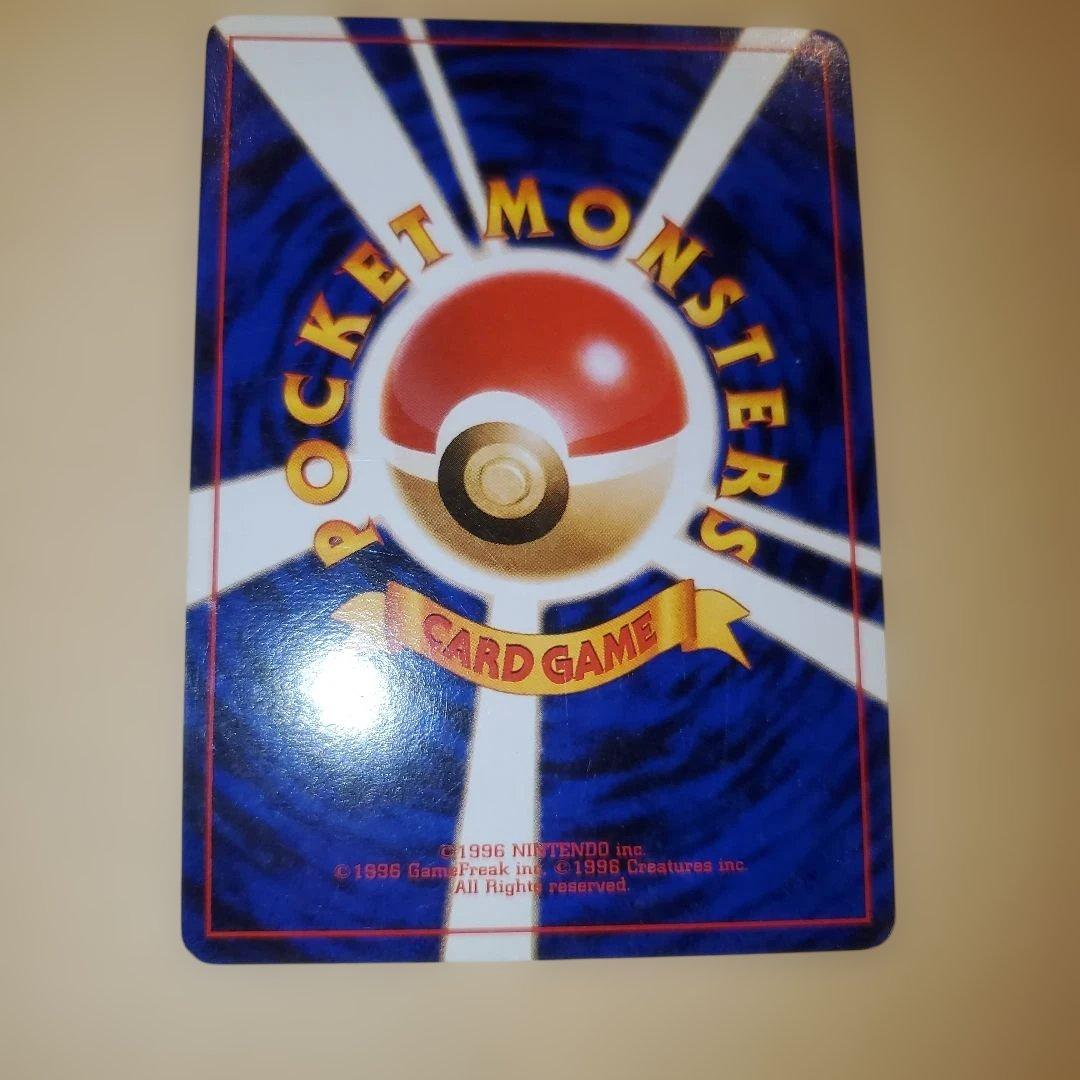 POCKET MONSTERS
CARD GAME
©1996 NINTENDO inc.
©1996 GameFreak inc. ©1996 Creatures inc.
All Rights reserved.